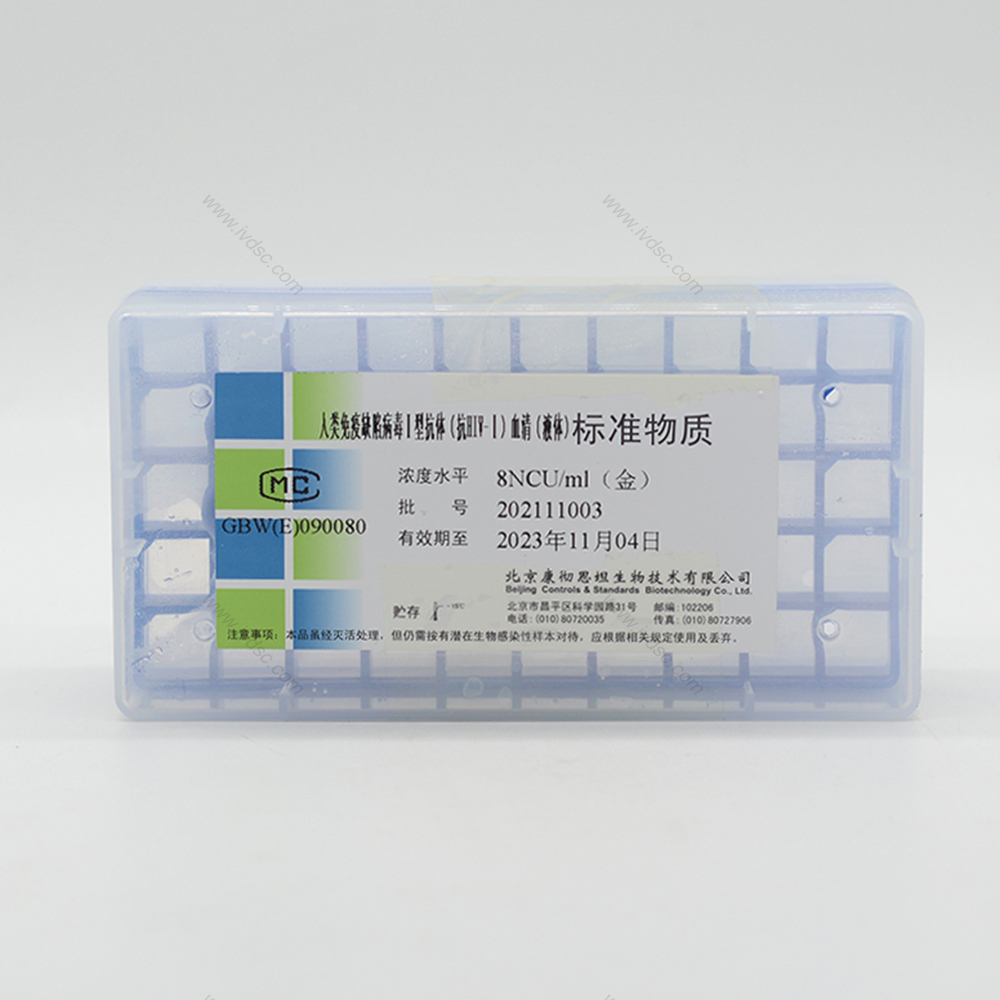 www.ivdsc.com
www.ivdsc.com
人类免疫缺陷病毒Ⅰ型抗体(抗HIV-Ⅰ)血清(液体)标准物质
MC
GBW(E)090080
浓度水平 8NCU/ml(金)
批 号 202111003
有效期至 2023年11月04日
北京康彻思坦生物技术有限公司
Beijing Controls & Standards Biotechnology Co., Ltd.
贮存
北京市昌平区科学园路31号 邮编:102206
电话:(010)80720035 传真:(010)80727906
注意事项:本品虽经灭活处理,但仍需按有潜在生物感染性样本对待,应根据相关规定使用及丢弃。
www.ivdsc.com
www.ivdsc.com